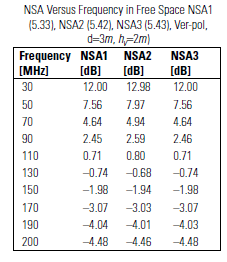 NSA Versus Frequency in Free Space NSA1
(5.33), NSA2 (5.42), NSA3 (5.43), Ver-pol,
d=3m, hr=2m)
Frequency NSA1 NSA2 NSA3
[MHz] [dB] [dB] [dB]
30 12.00 12.98 12.00
50 7.56 7.97 7.56
70 4.64 4.94 4.64
90 2.45 2.59 2.46
110 0.71 0.80 0.71
130 –0.74 –0.68 –0.74
150 –1.98 –1.94 –1.98
170 –3.07 –3.03 –3.07
190 –4.04 –4.01 –4.03
200 –4.48 –4.46 –4.48